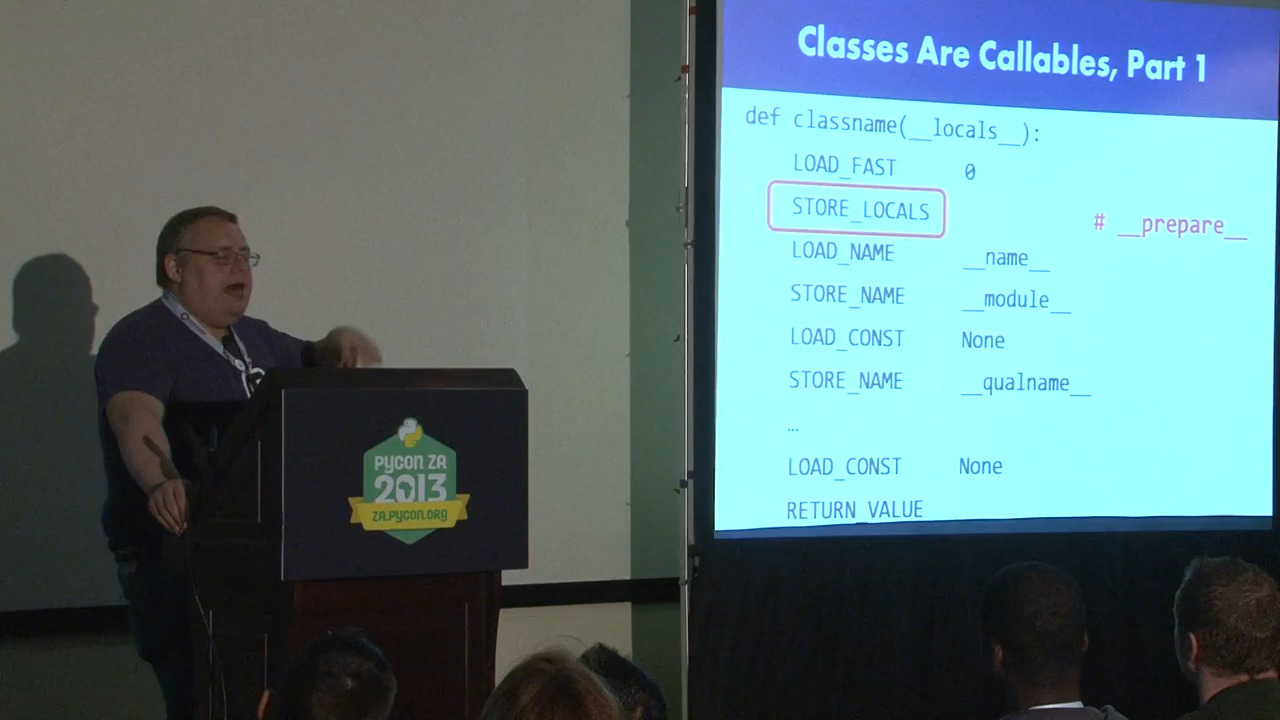 Classes Are Callables, Part 1
def classname(__locals__):
LOAD_FAST 0
STORE_LOCALS # __prepare__
LOAD_NAME __name__
STORE_NAME __module__
LOAD_CONST None
STORE_NAME __qualname__
…
LOAD_CONST None
RETURN_VALUE
PYCON ZA
2013
ZA.PYCON.ORG